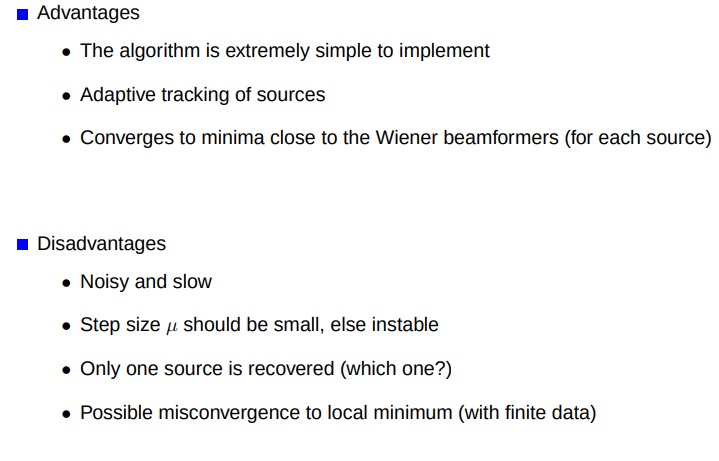 Advantages
• The algorithm is extremely simple to implement
• Adaptive tracking of sources
• Converges to minima close to the Wiener beamformers (for each source)
Disadvantages
• Noisy and slow
• Step size μ should be small, else instable
• Only one source is recovered (which one?)
• Possible misconvergence to local minimum (with finite data)